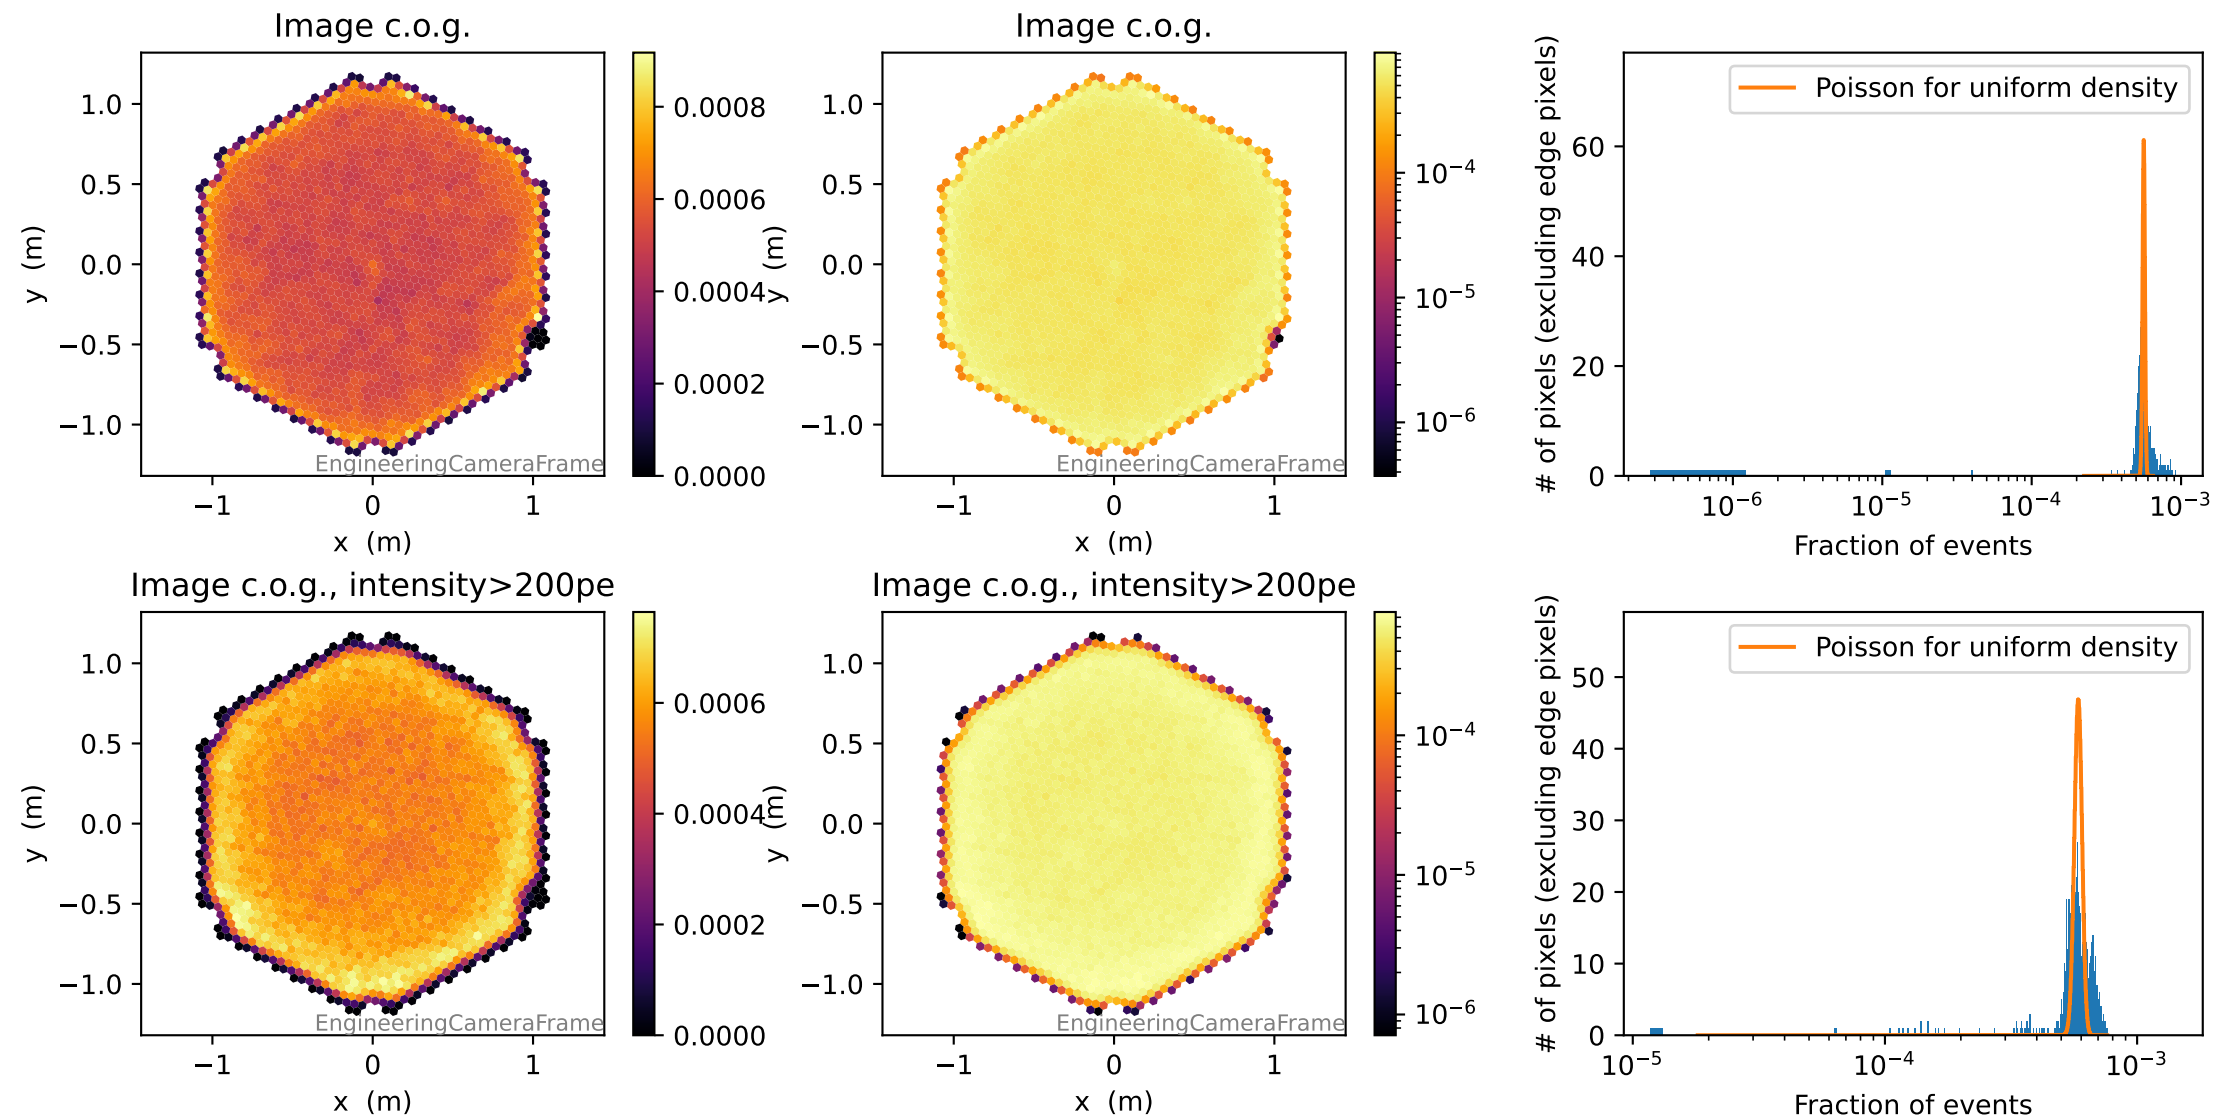 Image c.o.g.
1.0
0.5
0.0
−0.5
−1.0
y (m)
−1
0
1
x (m)
EngineeringCameraFrame
0.0008
0.0006
0.0004
0.0002
0.0000
Image c.o.g.
1.0
0.5
0.0
−0.5
−1.0
y (m)
−1
0
1
x (m)
EngineeringCameraFrame
10⁻⁴
10⁻⁵
10⁻⁶
Poisson for uniform density
# of pixels (excluding edge pixels)
60
40
20
0
10⁻⁶
10⁻⁵
10⁻⁴
10⁻³
Fraction of events
Image c.o.g., intensity>200pe
1.0
0.5
0.0
−0.5
−1.0
y (m)
−1
0
1
x (m)
EngineeringCameraFrame
0.0006
0.0004
0.0002
0.0000
Image c.o.g., intensity>200pe
1.0
0.5
0.0
−0.5
−1.0
y (m)
−1
0
1
x (m)
EngineeringCameraFrame
10⁻⁴
10⁻⁵
10⁻⁶
Poisson for uniform density
# of pixels (excluding edge pixels)
50
40
30
20
10
0
10⁻⁵
10⁻⁴
10⁻³
Fraction of events